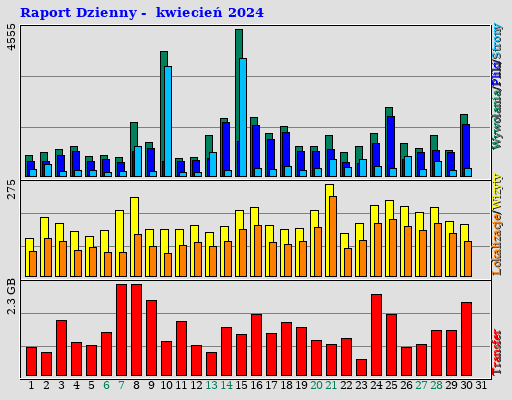 Raport Dzienny -  kwiecień 2024
4555
Wywołania/Pliki/Strony
275
Lokalizacje/Wizyty
2.3 GB
Transfer
1 2 3 4 5 6 7 8 9 10 11 12 13 14 15 16 17 18 19 20 21 22 23 24 25 26 27 28 29 30 31